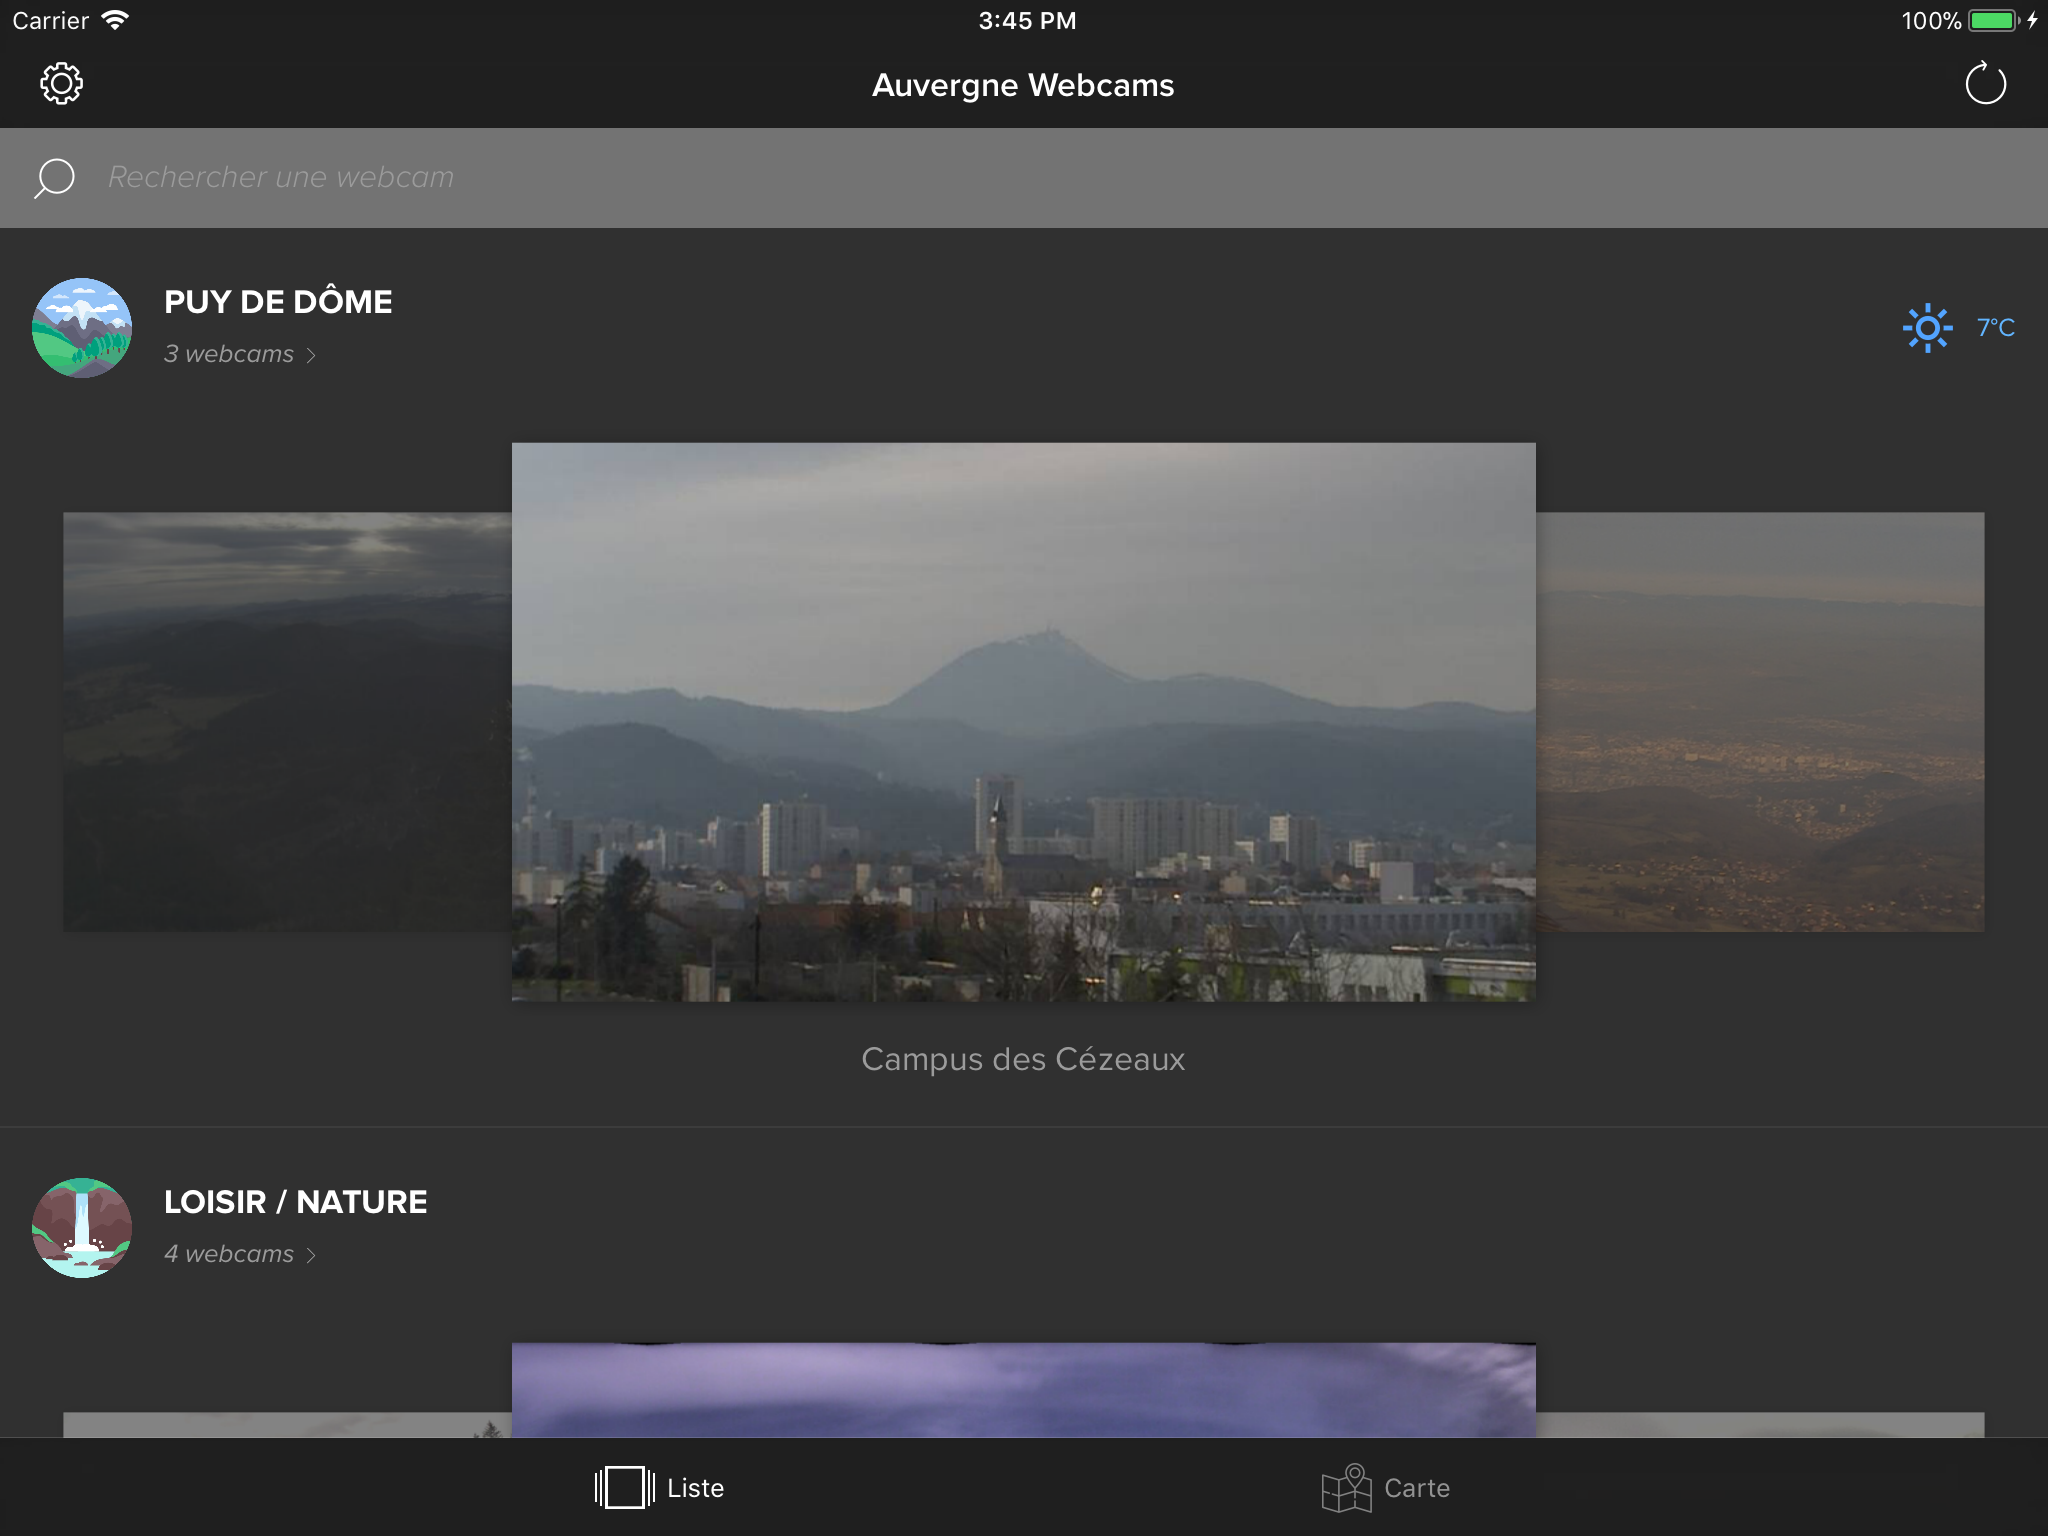 Carrier 3:45 PM 100%
Auvergne Webcams
Rechercher une webcam
PUY DE DÔME
3 webcams
7°C
Campus des Cézeaux
LOISIR / NATURE
4 webcams
Liste Carte